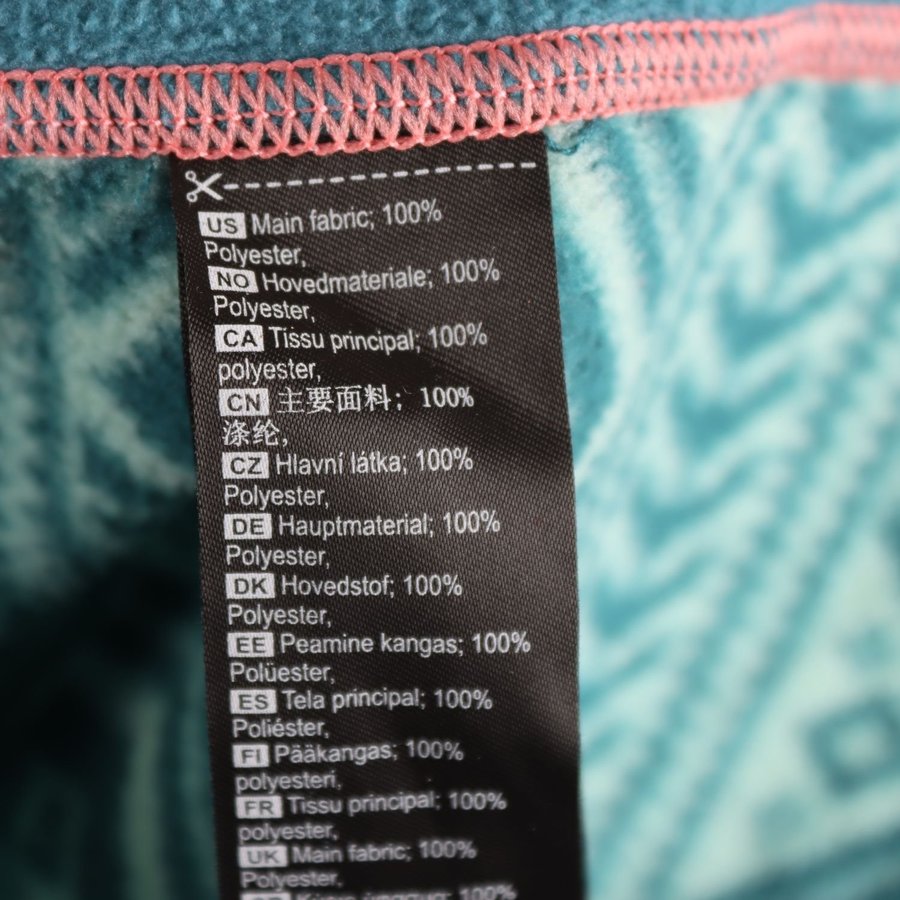 US Main fabric; 100%
Polyester,
NO Hovedmateriale; 100%
Polyester,
CA Tissu principal; 100%
polyester,
CN 主要面料; 100%
涤纶,
CZ Hlavní látka; 100%
Polyester,
DE Hauptmaterial; 100%
Polyester,
DK Hovedstof; 100%
Polyester,
EE Peamine kangas; 100%
Polüester,
ES Tela principal; 100%
Poliéster,
FI Pääkangas; 100%
polyesteri,
FR Tissu principal; 100%
polyester,
UK Main fabric; 100%
Polyester,
100%